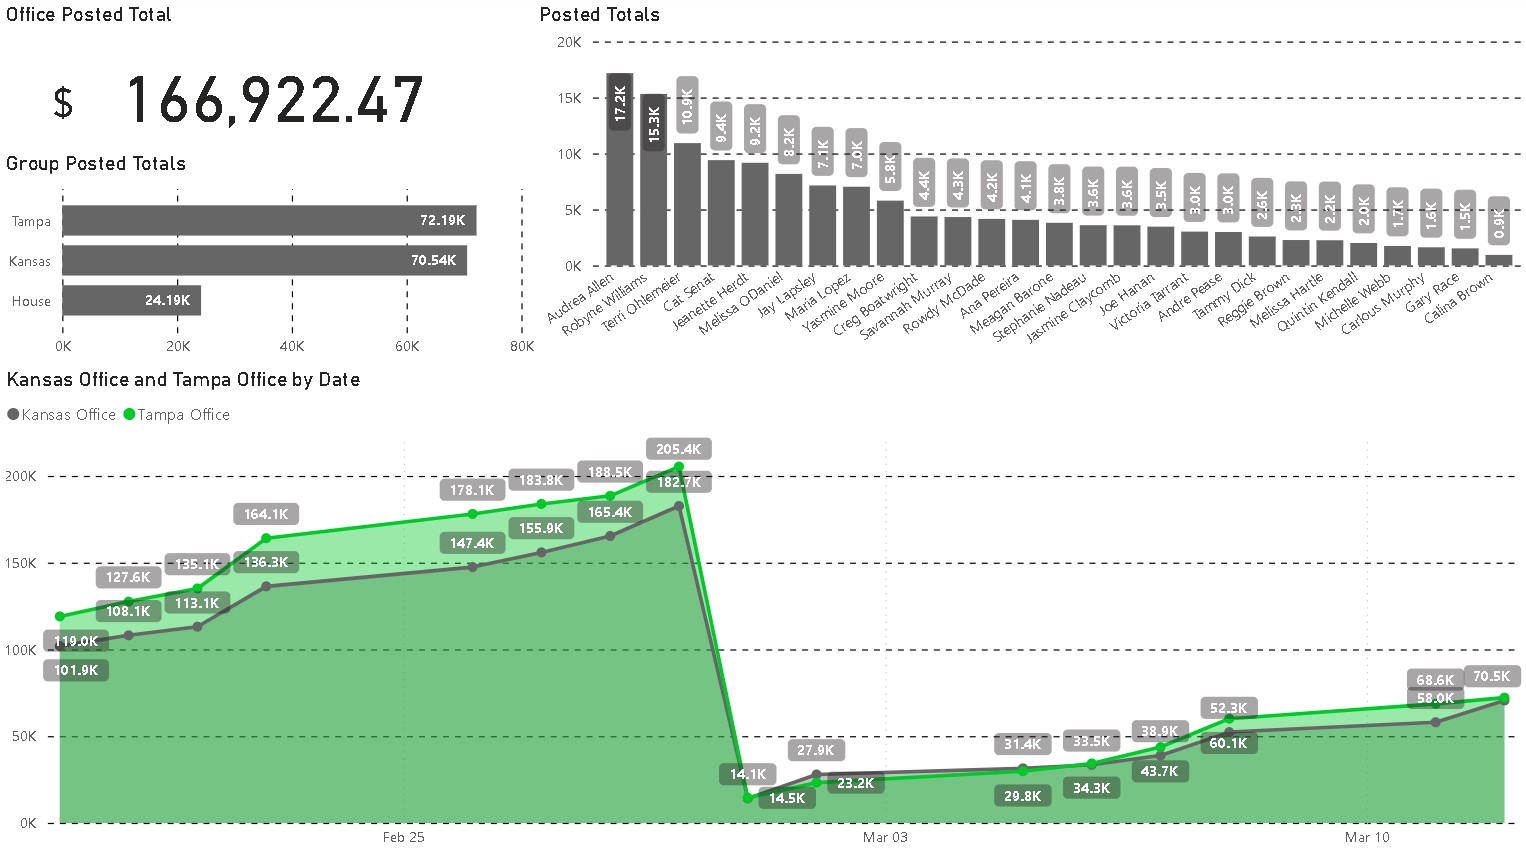 Office Posted Total
$ 166,922.47
Group Posted Totals
Tampa 72.19K
Kansas 70.54K
House 24.19K
0K 20K 40K 60K 80K
Posted Totals
20K
15K
10K
5K
0K
17.2K 15.3K 10.9K 9.4K 9.2K 8.2K 7.1K 7.0K 5.8K 4.4K 4.3K 4.2K 4.1K 3.8K 3.6K 3.6K 3.5K 3.0K 3.0K 2.6K 2.3K 2.2K 2.0K 1.7K 1.6K 1.5K 0.9K
Audrea Allen
Robyne Williams
Terri Ohlemeier
Cat Senat
Jeanette Herdt
Melissa ODaniel
Jay Lapsley
Maria Lopez
Yasmine Moore
Creg Boatwright
Savannah Murray
Rowdy McDade
Ana Pereira
Meagan Barone
Stephanie Nadeau
Jasmine Claycomb
Joe Hanan
Victoria Tarrant
Andre Pease
Tammy Dick
Reggie Brown
Melissa Hartle
Quintin Kendall
Michelle Webb
Carlous Murphy
Gary Race
Calina Brown
Kansas Office and Tampa Office by Date
Kansas Office Tampa Office
200K
150K
100K
50K
0K
119.0K 127.6K 135.1K 164.1K 178.1K 183.8K 188.5K 205.4K
101.9K 108.1K 113.1K 136.3K 147.4K 155.9K 165.4K 182.7K
14.1K 27.9K 31.4K 33.5K 38.9K 52.3K 68.6K 70.5K
14.5K 23.2K 29.8K 34.3K 43.7K 60.1K 58.0K
Feb 25 Mar 03 Mar 10